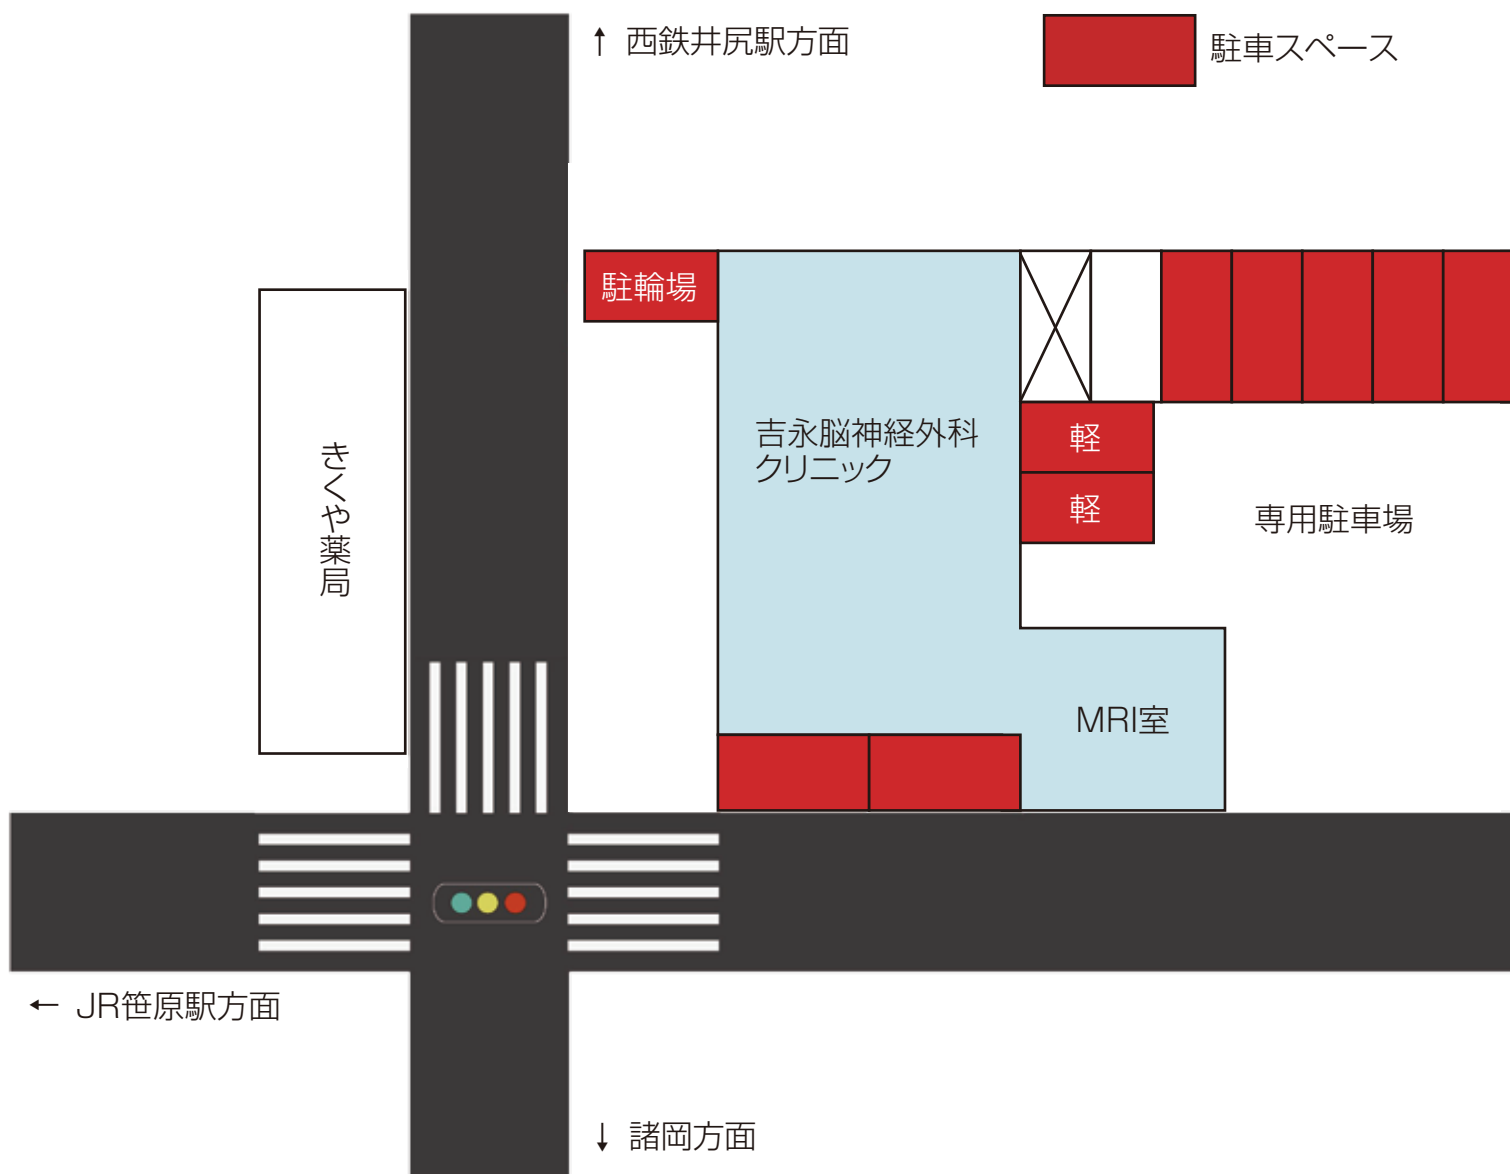 ↑ 西鉄井尻駅方面
駐車スペース
駐輪場
吉永脳神経外科
クリニック
軽
軽
専用駐車場
きくや薬局
MRI室
← JR笹原駅方面
↓ 諸岡方面